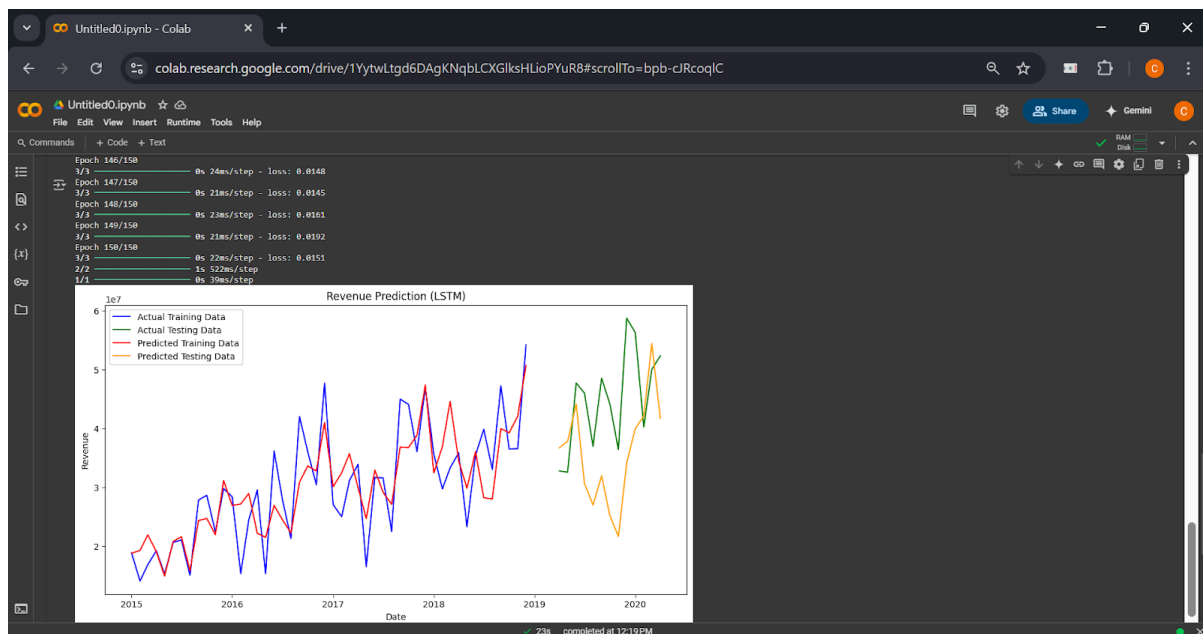 Untitled0.ipynb - Colab
colab.research.google.com/drive/1YytwLtgd6DAgKNqbLCXGlksHLioPYuR8#scrollTo=bpb-cJRcoqlC
Untitled0.ipynb
File Edit View Insert Runtime Tools Help
Share
Gemini
C
Commands + Code + Text
RAM
Disk
Epoch 146/150
3/3 0s 24ms/step - loss: 0.0148
Epoch 147/150
3/3 0s 21ms/step - loss: 0.0145
Epoch 148/150
3/3 0s 23ms/step - loss: 0.0161
Epoch 149/150
3/3 0s 21ms/step - loss: 0.0192
Epoch 150/150
3/3 0s 22ms/step - loss: 0.0151
2/2 1s 522ms/step
1/1 0s 39ms/step
Revenue Prediction (LSTM)
1e7
Actual Training Data
Actual Testing Data
Predicted Training Data
Predicted Testing Data
6
5
4
3
2
Revenue
2015 2016 2017 2018 2019 2020
Date
23s completed at 12:19 PM